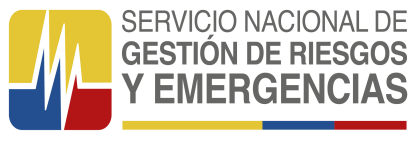 SERVICIO NACIONAL DE
GESTIÓN DE RIESGOS
Y EMERGENCIAS